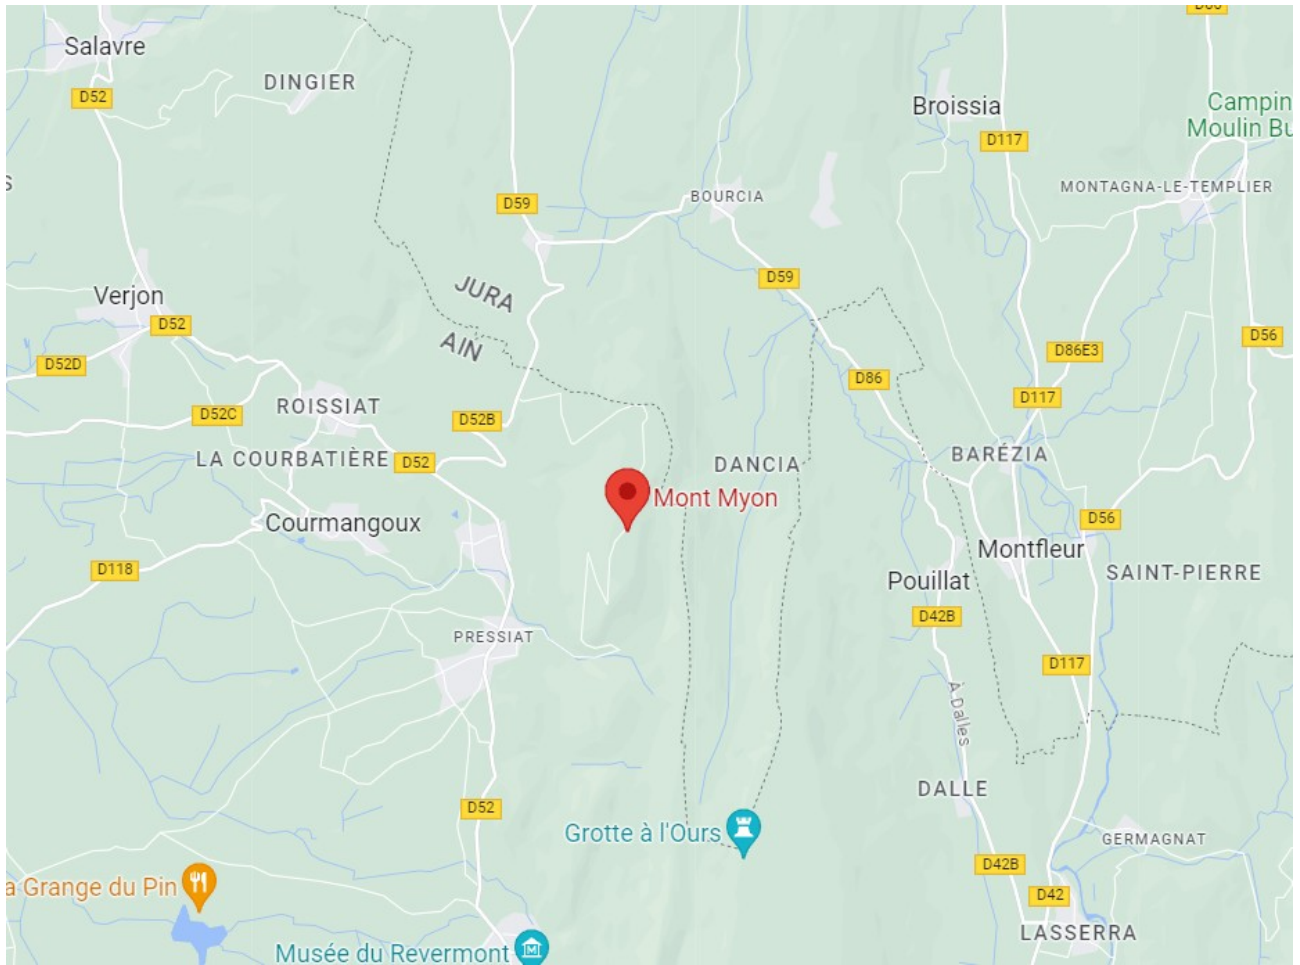 D86
Salavre
DINGIER
D52
Broissia
Campin
Moulin Bu
D117
S
MONTAGNA-LE-TEMPLIER
BOURCIA
D59
D59
JURA
Verjon
D52
AIN
D56
D52D
D86E3
D86
D117
ROISSIAT
D52C
D52B
LA COURBATIÈRE
D52
DANCIA
BARÉZIA
Mont Myon
Courmangoux
D56
Montfleur
D118
Pouillat
SAINT-PIERRE
D42B
PRESSIAT
D117
À Dalles
DALLE
D52
Grotte à l'Ours
GERMAGNAT
D42B
a Grange du Pin
D42
LASSERRA
Musée du Revermont
M